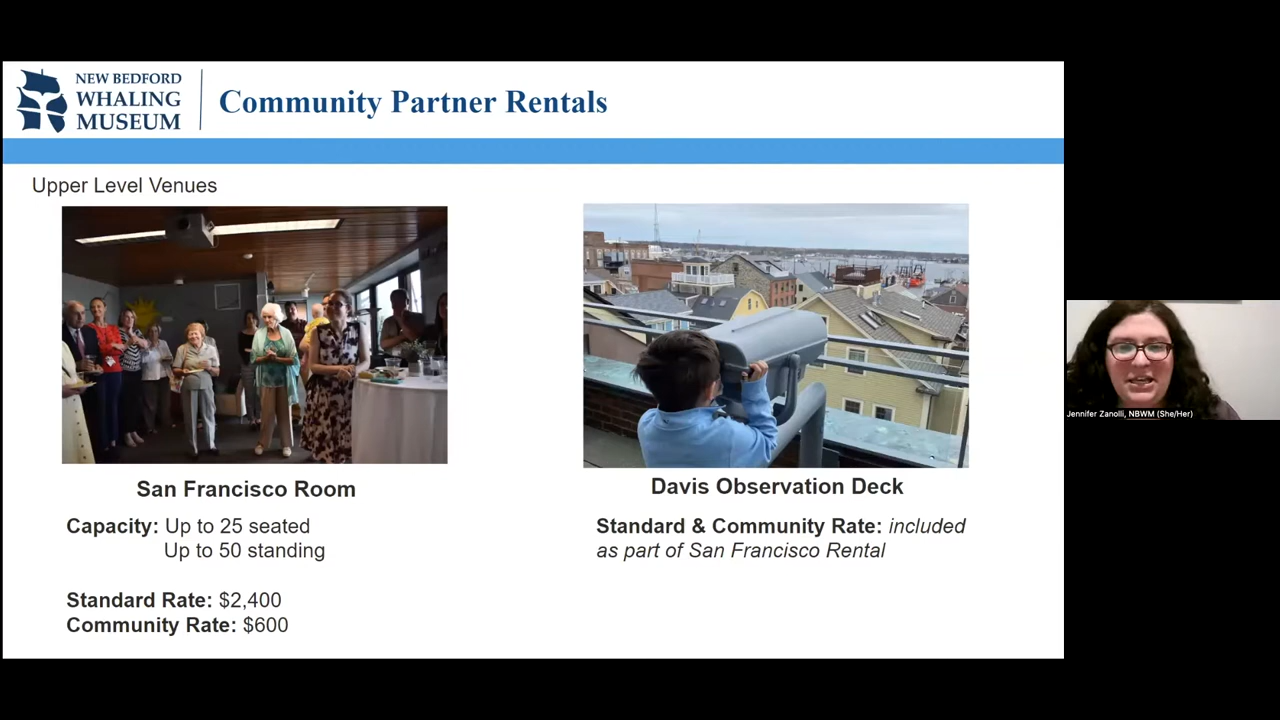 NEW BEDFORD
WHALING
MUSEUM
Community Partner Rentals
Upper Level Venues
San Francisco Room
Capacity: Up to 25 seated
Up to 50 standing
Standard Rate: $2,400
Community Rate: $600
Davis Observation Deck
Standard & Community Rate: included
as part of San Francisco Rental
Jennifer Zanolli, NBWM (She/Her)